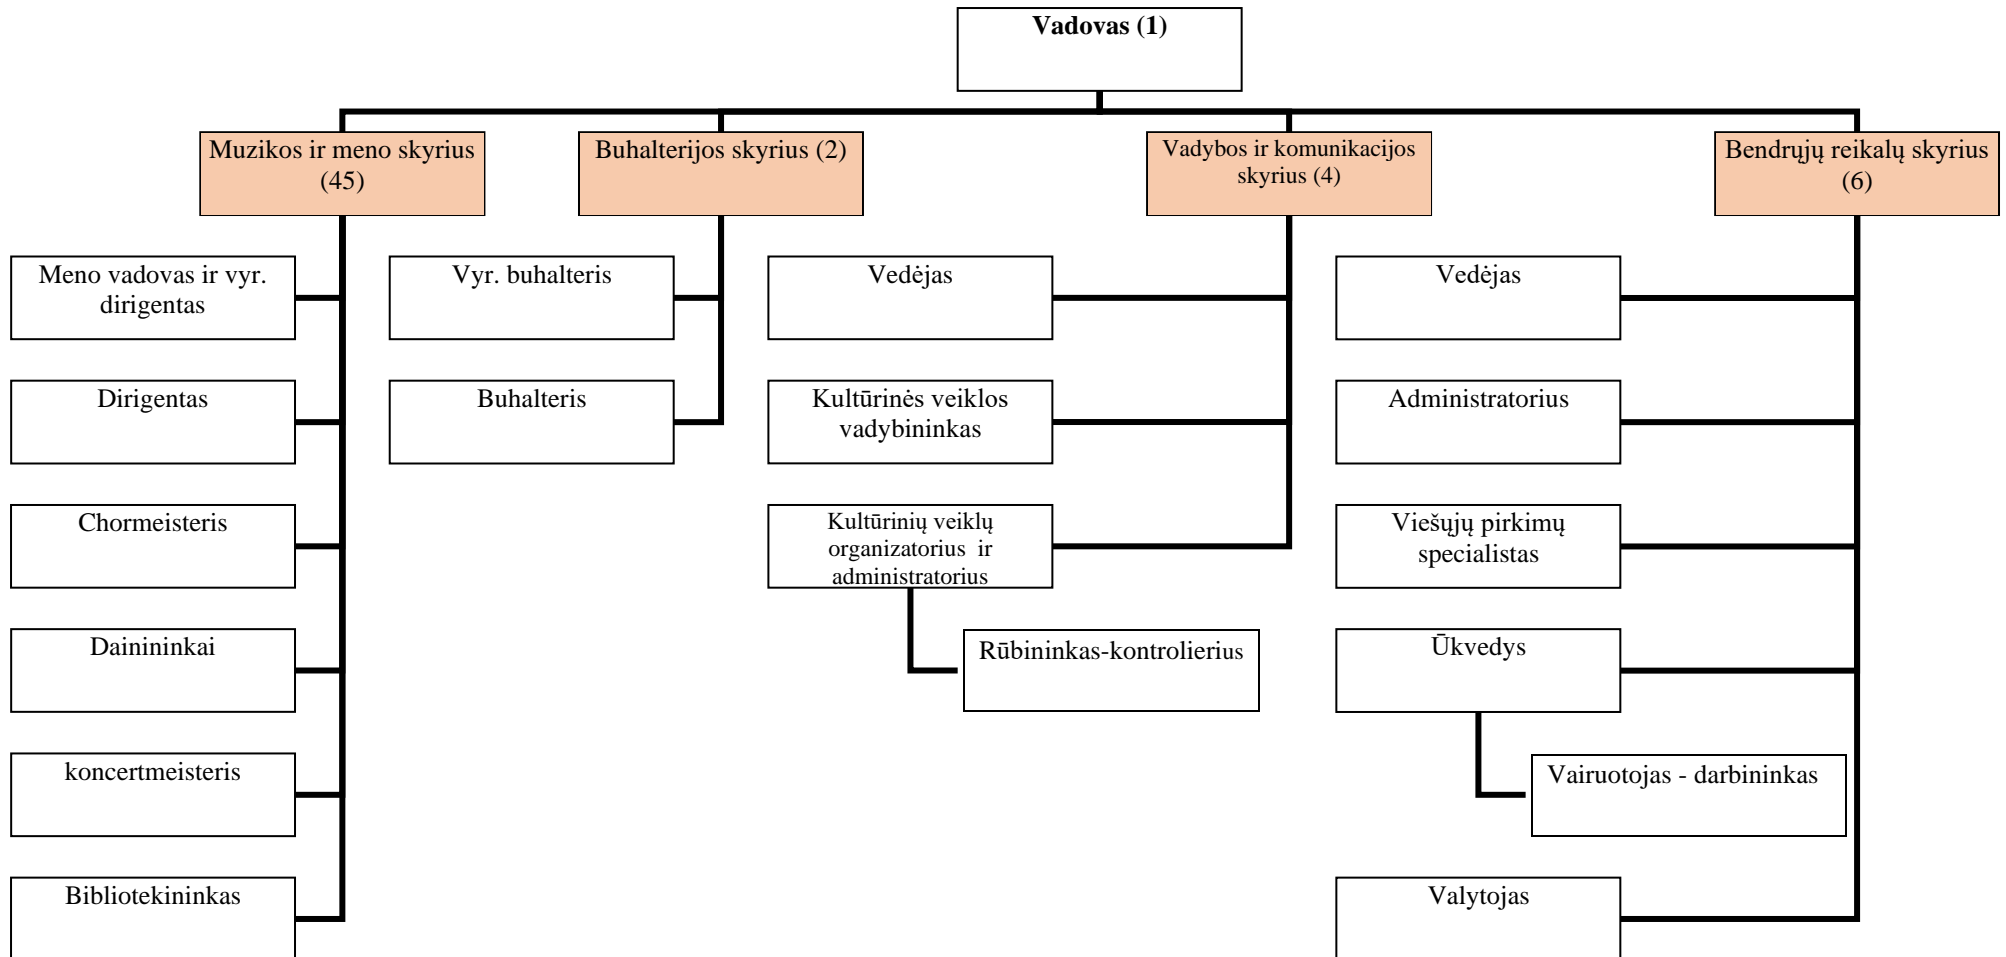 Vadovas (1)
Muzikos ir meno skyrius
(45)
Buhalterijos skyrius (2)
Vadybos ir komunikacijos
skyrius (4)
Bendrųjų reikalų skyrius
(6)
Meno vadovas ir vyr.
dirigentas
Dirigentas
Chormeisteris
Dainininkai
koncertmeisteris
Bibliotekininkas
Vyr. buhalteris
Buhalteris
Vedėjas
Kultūrinės veiklos
vadybininkas
Kultūrinių veiklų
organizatorius ir
administratorius
Rūbininkas-kontrolierius
Vedėjas
Administratorius
Viešųjų pirkimų
specialistas
Ūkvedys
Vairuotojas - darbininkas
Valytojas